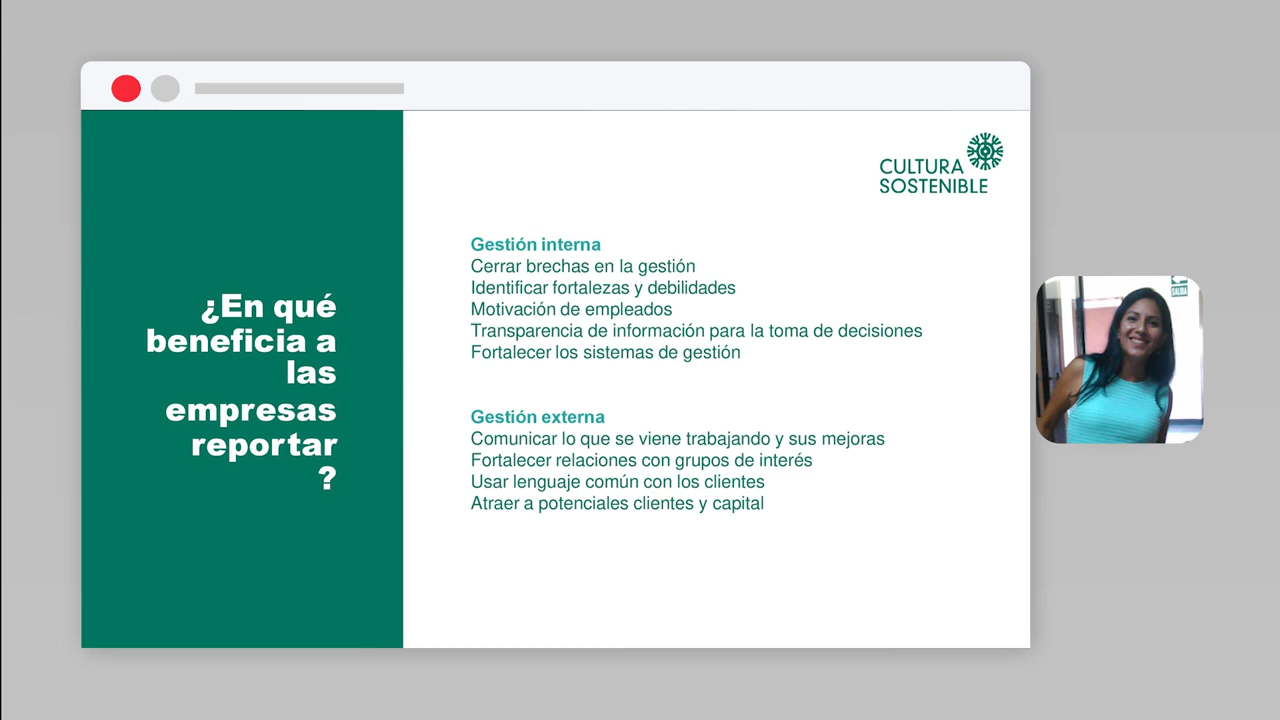 ¿En qué
beneficia a
las
empresas
reportar
?
CULTURA
SOSTENIBLE
Gestión interna
Cerrar brechas en la gestión
Identificar fortalezas y debilidades
Motivación de empleados
Transparencia de información para la toma de decisiones
Fortalecer los sistemas de gestión
Gestión externa
Comunicar lo que se viene trabajando y sus mejoras
Fortalecer relaciones con grupos de interés
Usar lenguaje común con los clientes
Atraer a potenciales clientes y capital
SALIDA